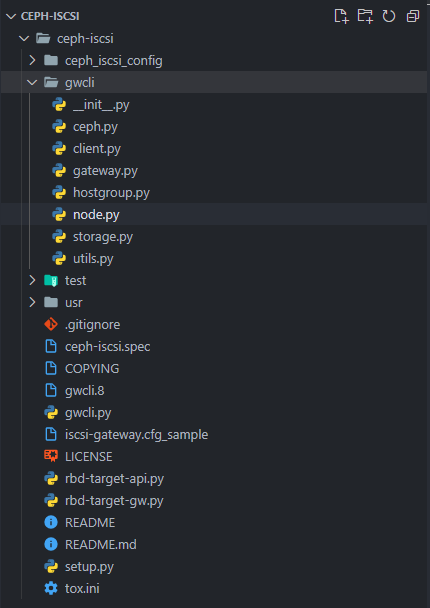 CEPH-ISCSI
ceph-iscsi
ceph_iscsi_config
gwcli
__init__.py
ceph.py
client.py
gateway.py
hostgroup.py
node.py
storage.py
utils.py
test
usr
.gitignore
ceph-iscsi.spec
COPYING
gwcli.8
gwcli.py
iscsi-gateway.cfg_sample
LICENSE
rbd-target-api.py
rbd-target-gw.py
README
README.md
setup.py
tox.ini